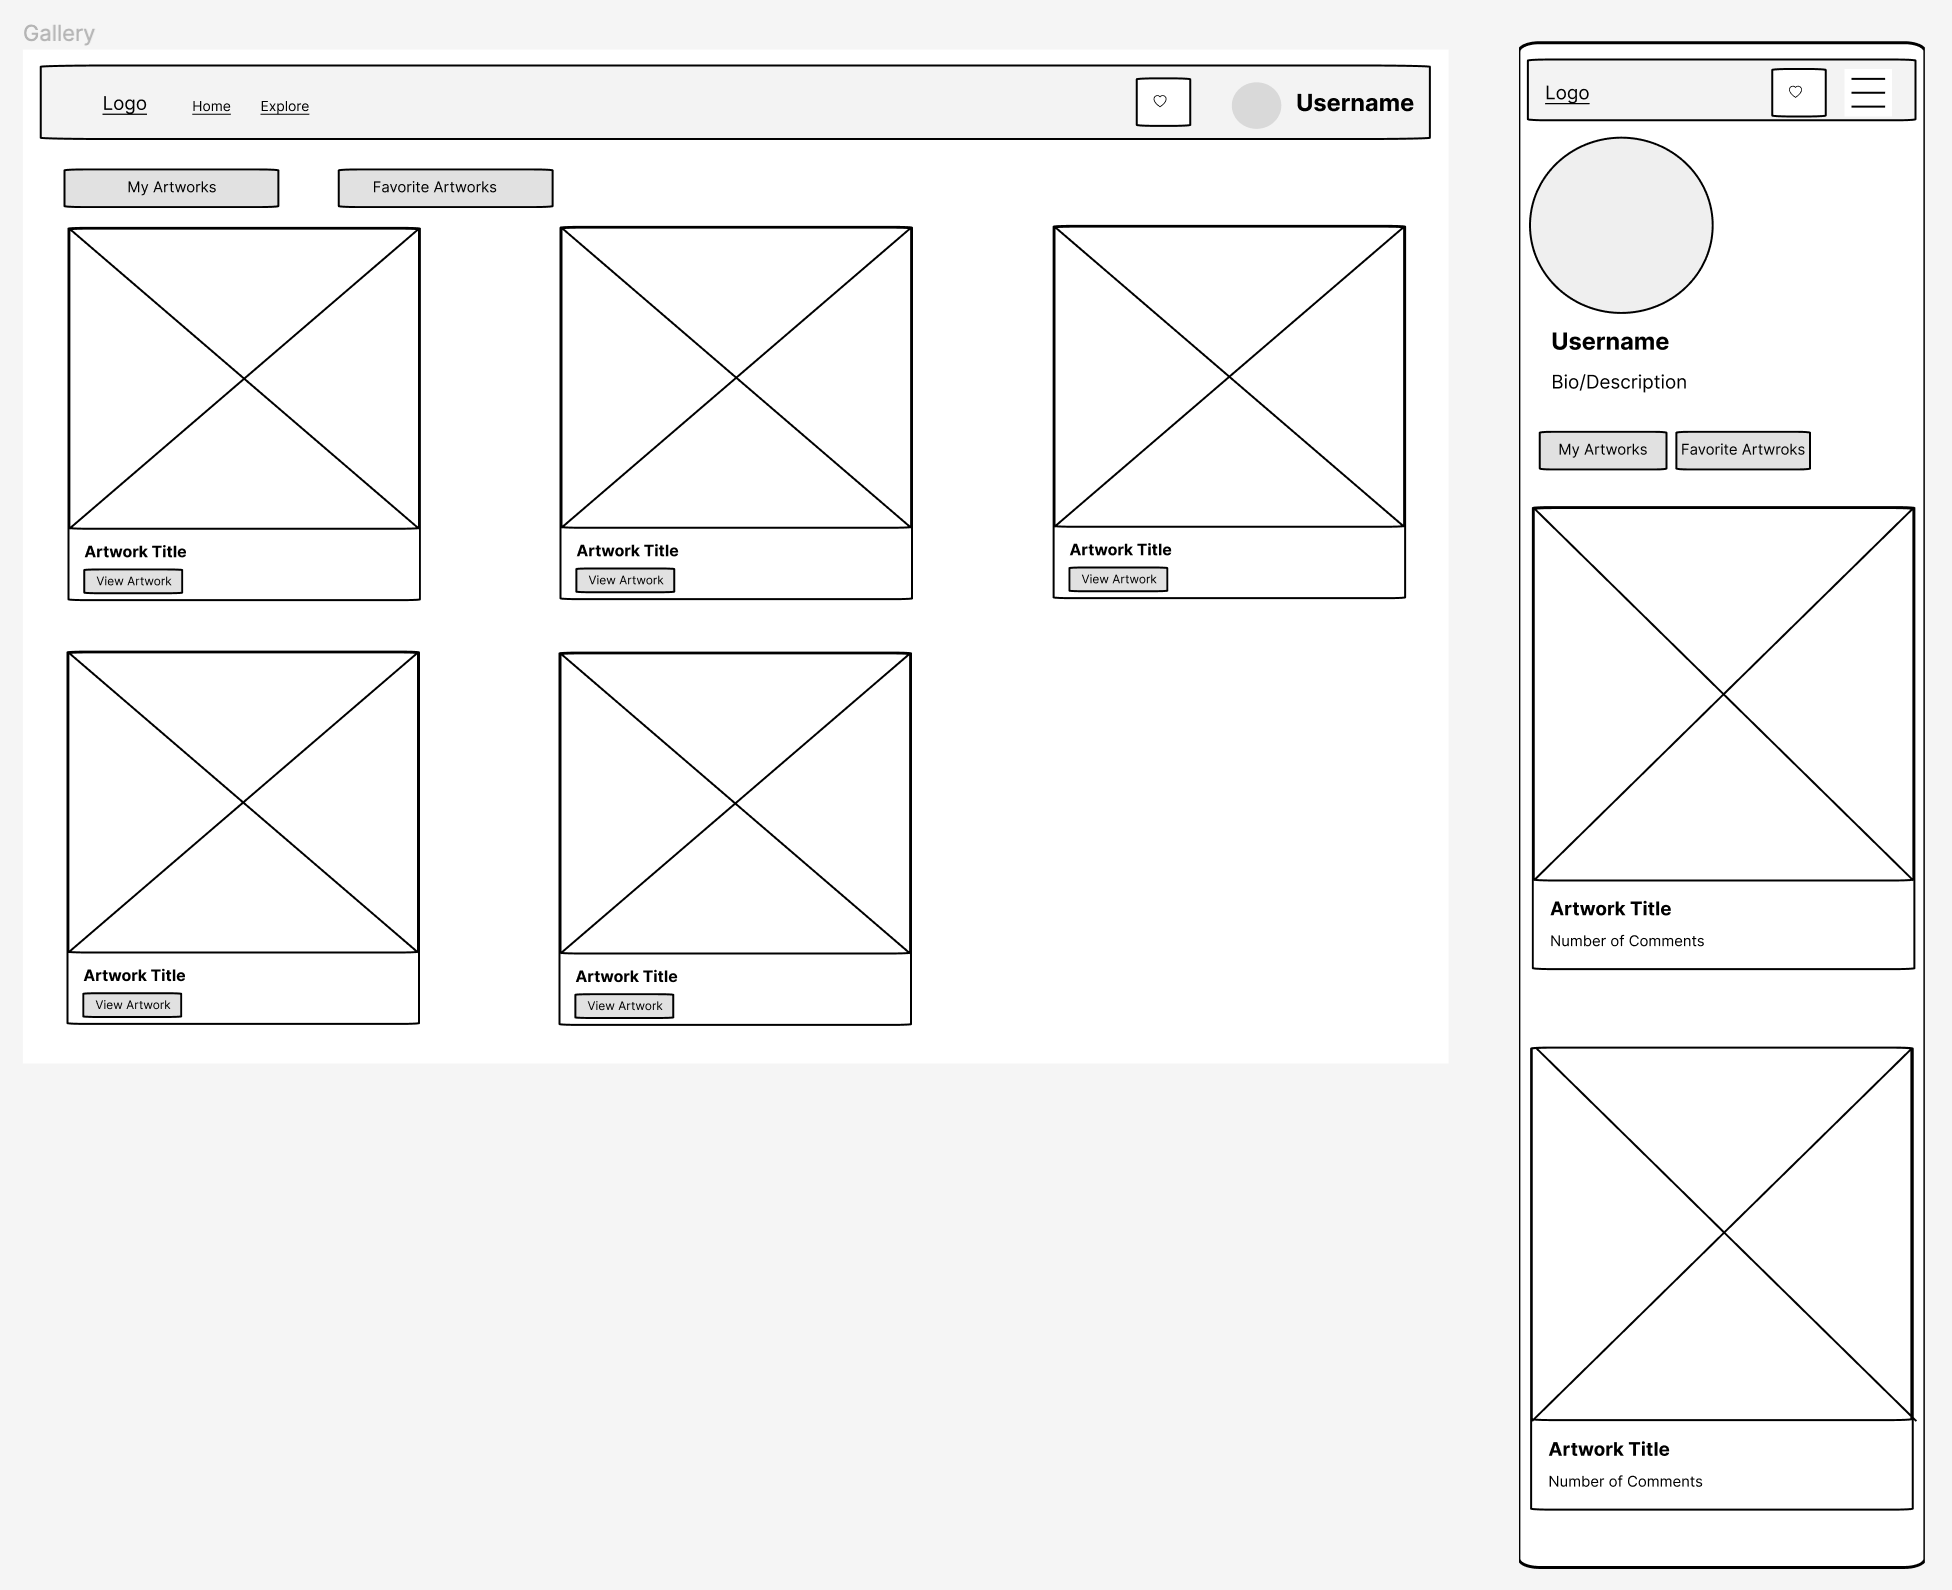 Gallery
Logo Home Explore Username
My Artworks Favorite Artworks
Artwork Title
View Artwork
Artwork Title
View Artwork
Artwork Title
View Artwork
Artwork Title
View Artwork
Artwork Title
View Artwork
Logo
Username
Bio/Description
My Artworks Favorite Artwroks
Artwork Title
Number of Comments
Artwork Title
Number of Comments